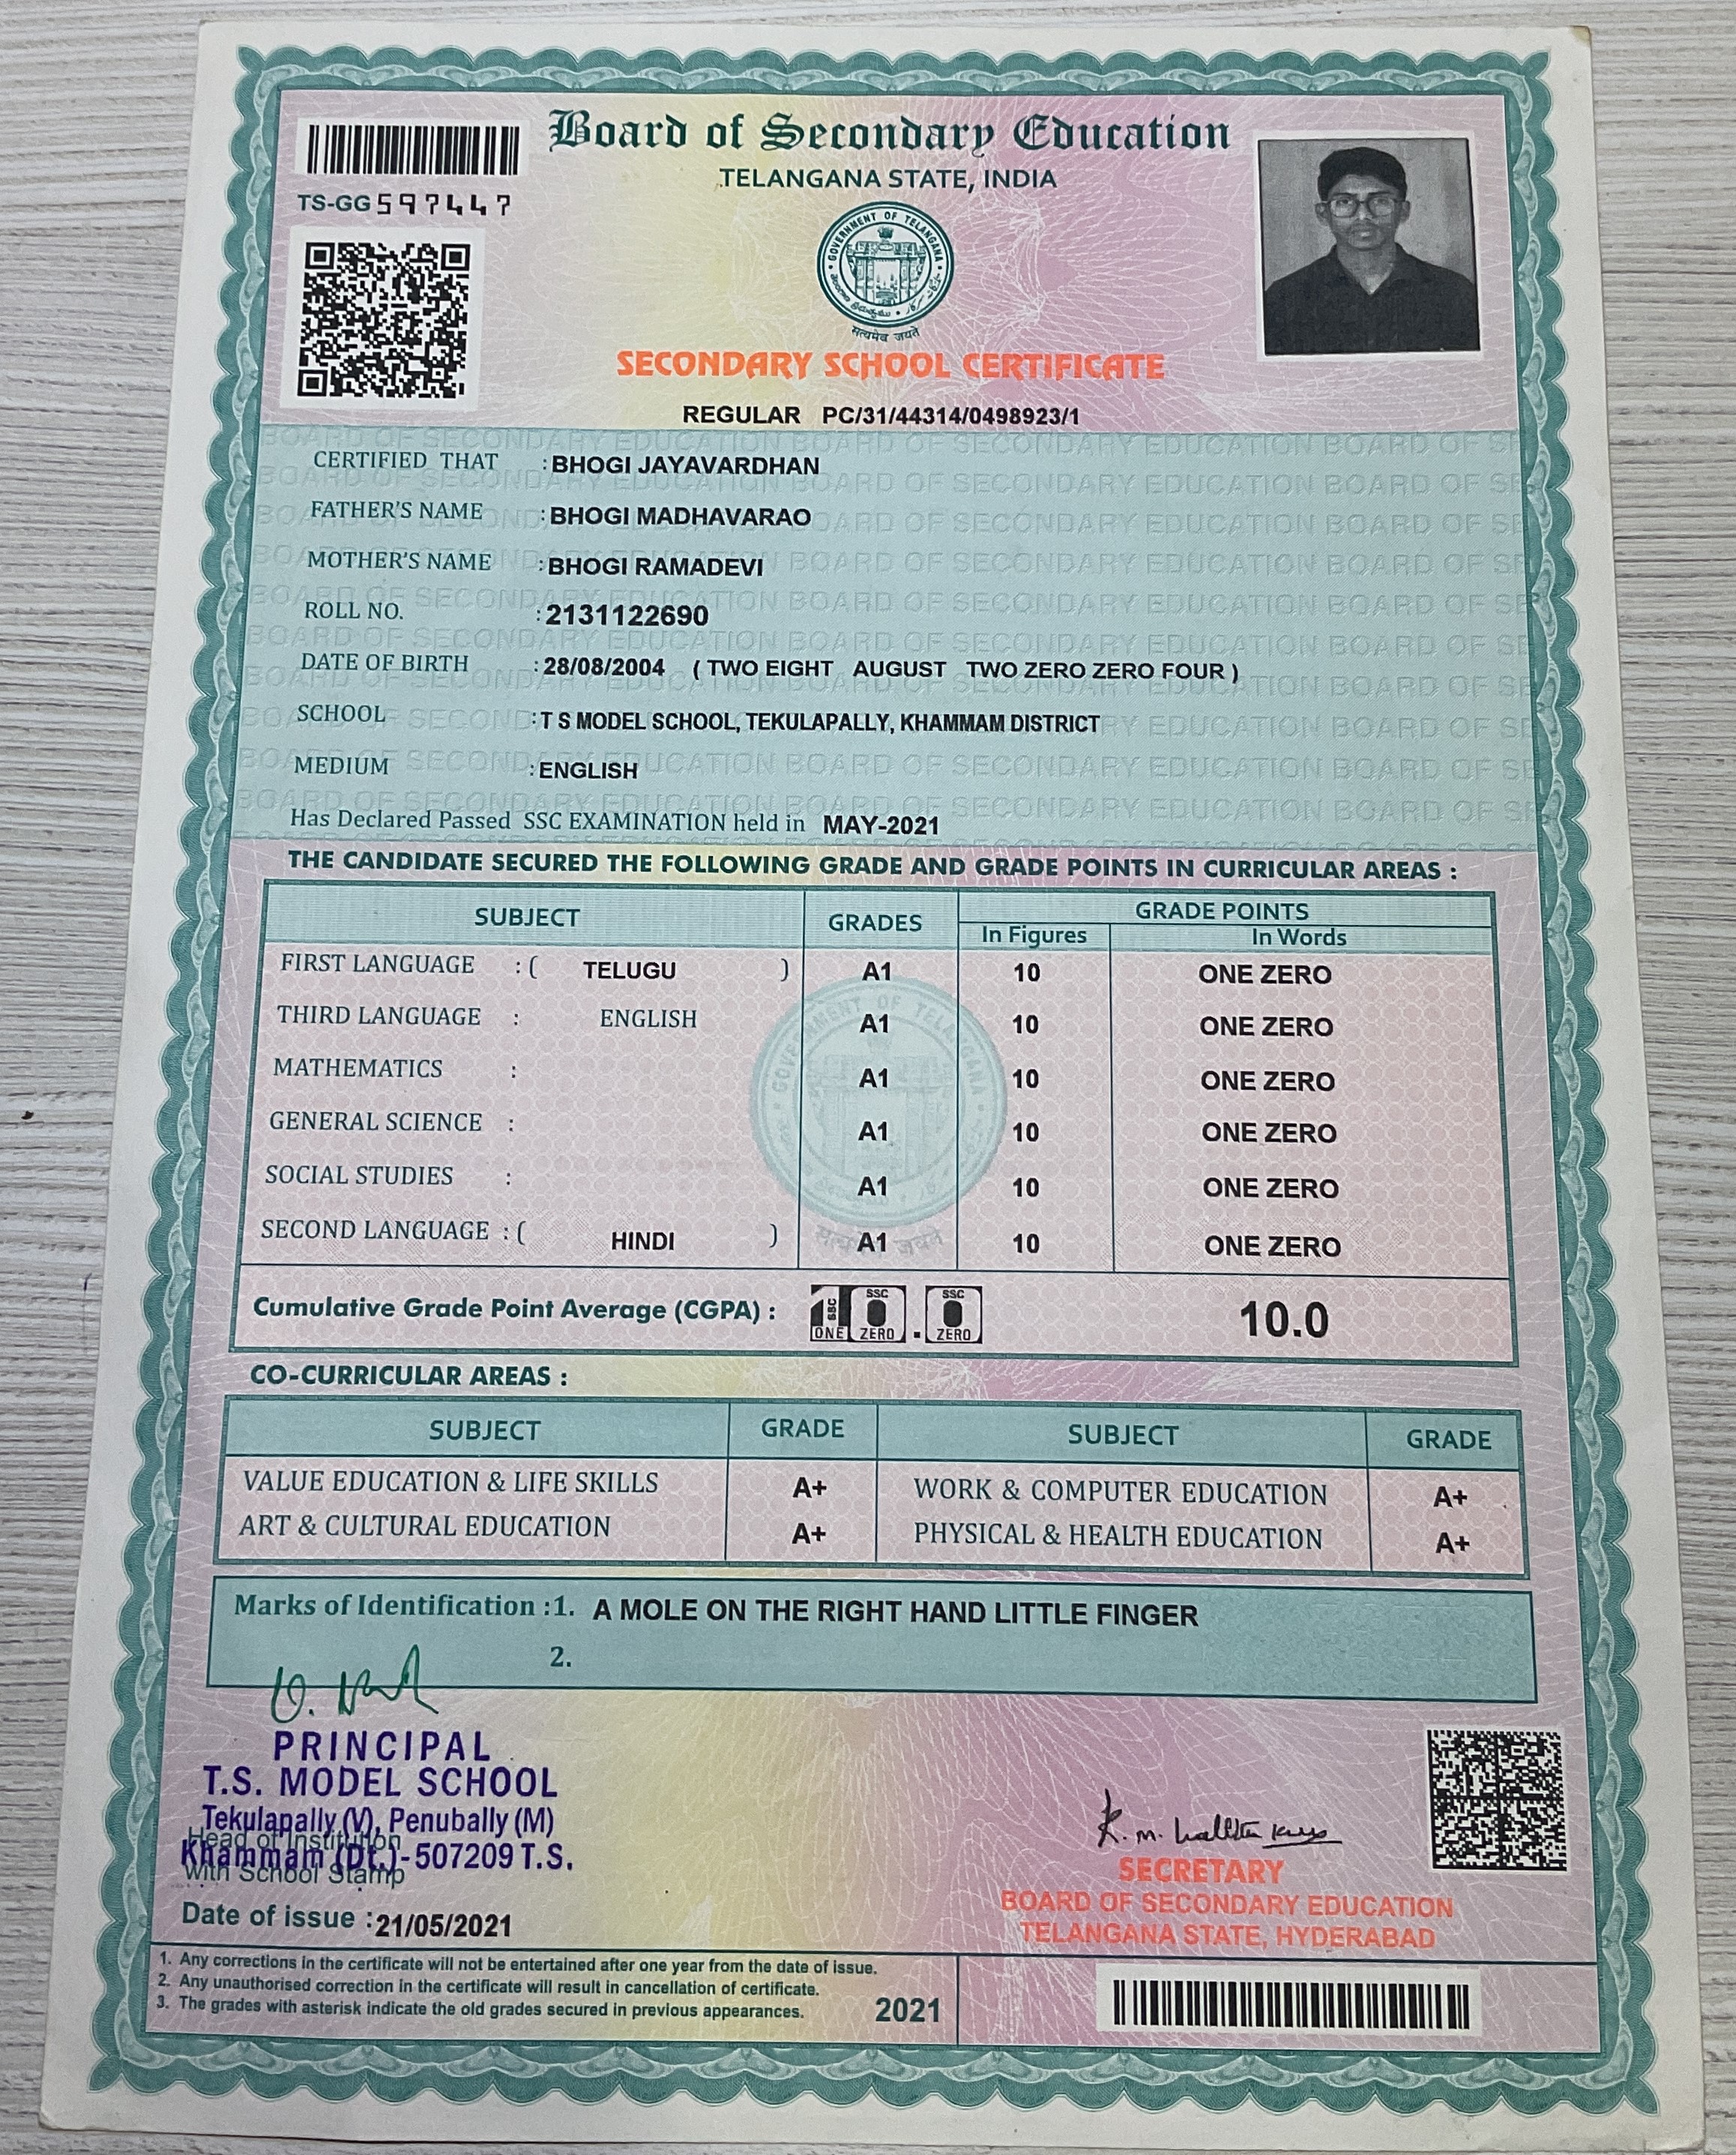 Board of Secondary Education
TELANGANA STATE, INDIA
TS-GG 597447
GOVERNMENT OF TELANGANA
सत्यमेव जयते
SECONDARY SCHOOL CERTIFICATE
REGULAR PC/31/44314/0498923/1
CERTIFIED THAT : BHOGI JAYAVARDHAN
FATHER'S NAME : BHOGI MADHAVARAO
MOTHER'S NAME : BHOGI RAMADEVI
ROLL NO. : 2131122690
DATE OF BIRTH : 28/08/2004 ( TWO EIGHT AUGUST TWO ZERO ZERO FOUR )
SCHOOL : T S MODEL SCHOOL, TEKULAPALLY, KHAMMAM DISTRICT
MEDIUM : ENGLISH
Has Declared Passed SSC EXAMINATION held in MAY-2021
THE CANDIDATE SECURED THE FOLLOWING GRADE AND GRADE POINTS IN CURRICULAR AREAS :
SUBJECT GRADES GRADE POINTS
In Figures In Words
FIRST LANGUAGE : ( TELUGU ) A1 10 ONE ZERO
THIRD LANGUAGE : ENGLISH A1 10 ONE ZERO
MATHEMATICS : A1 10 ONE ZERO
GENERAL SCIENCE : A1 10 ONE ZERO
SOCIAL STUDIES : A1 10 ONE ZERO
SECOND LANGUAGE : ( HINDI ) A1 10 ONE ZERO
Cumulative Grade Point Average (CGPA) : 1 SSC ONE 0 SSC ZERO . 0 SSC ZERO 10.0
CO-CURRICULAR AREAS :
SUBJECT GRADE SUBJECT GRADE
VALUE EDUCATION & LIFE SKILLS A+ WORK & COMPUTER EDUCATION A+
ART & CULTURAL EDUCATION A+ PHYSICAL & HEALTH EDUCATION A+
Marks of Identification :1. A MOLE ON THE RIGHT HAND LITTLE FINGER
2.
PRINCIPAL
T.S. MODEL SCHOOL
Tekulapally (V), Penubally (M)
Head of Institution
Khammam (Dt.)-507209 T.S.
with School Stamp
K. m.
SECRETARY
BOARD OF SECONDARY EDUCATION
TELANGANA STATE, HYDERABAD
Date of issue : 21/05/2021
1. Any corrections in the certificate will not be entertained after one year from the date of issue.
2. Any unauthorised correction in the certificate will result in cancellation of certificate.
3. The grades with asterisk indicate the old grades secured in previous appearances.
2021